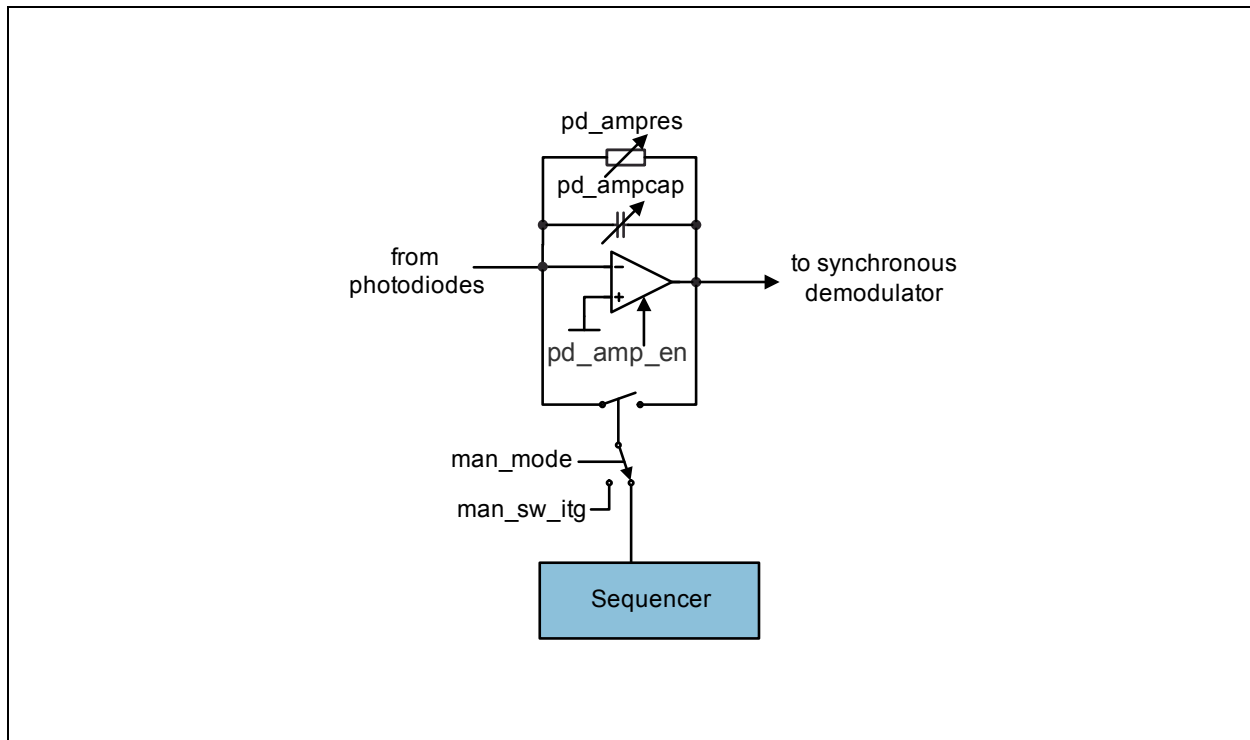 pd_ampres
pd_ampcap
from
photodiodes
to synchronous
demodulator
pd_amp_en
man_mode
man_sw_itg
Sequencer